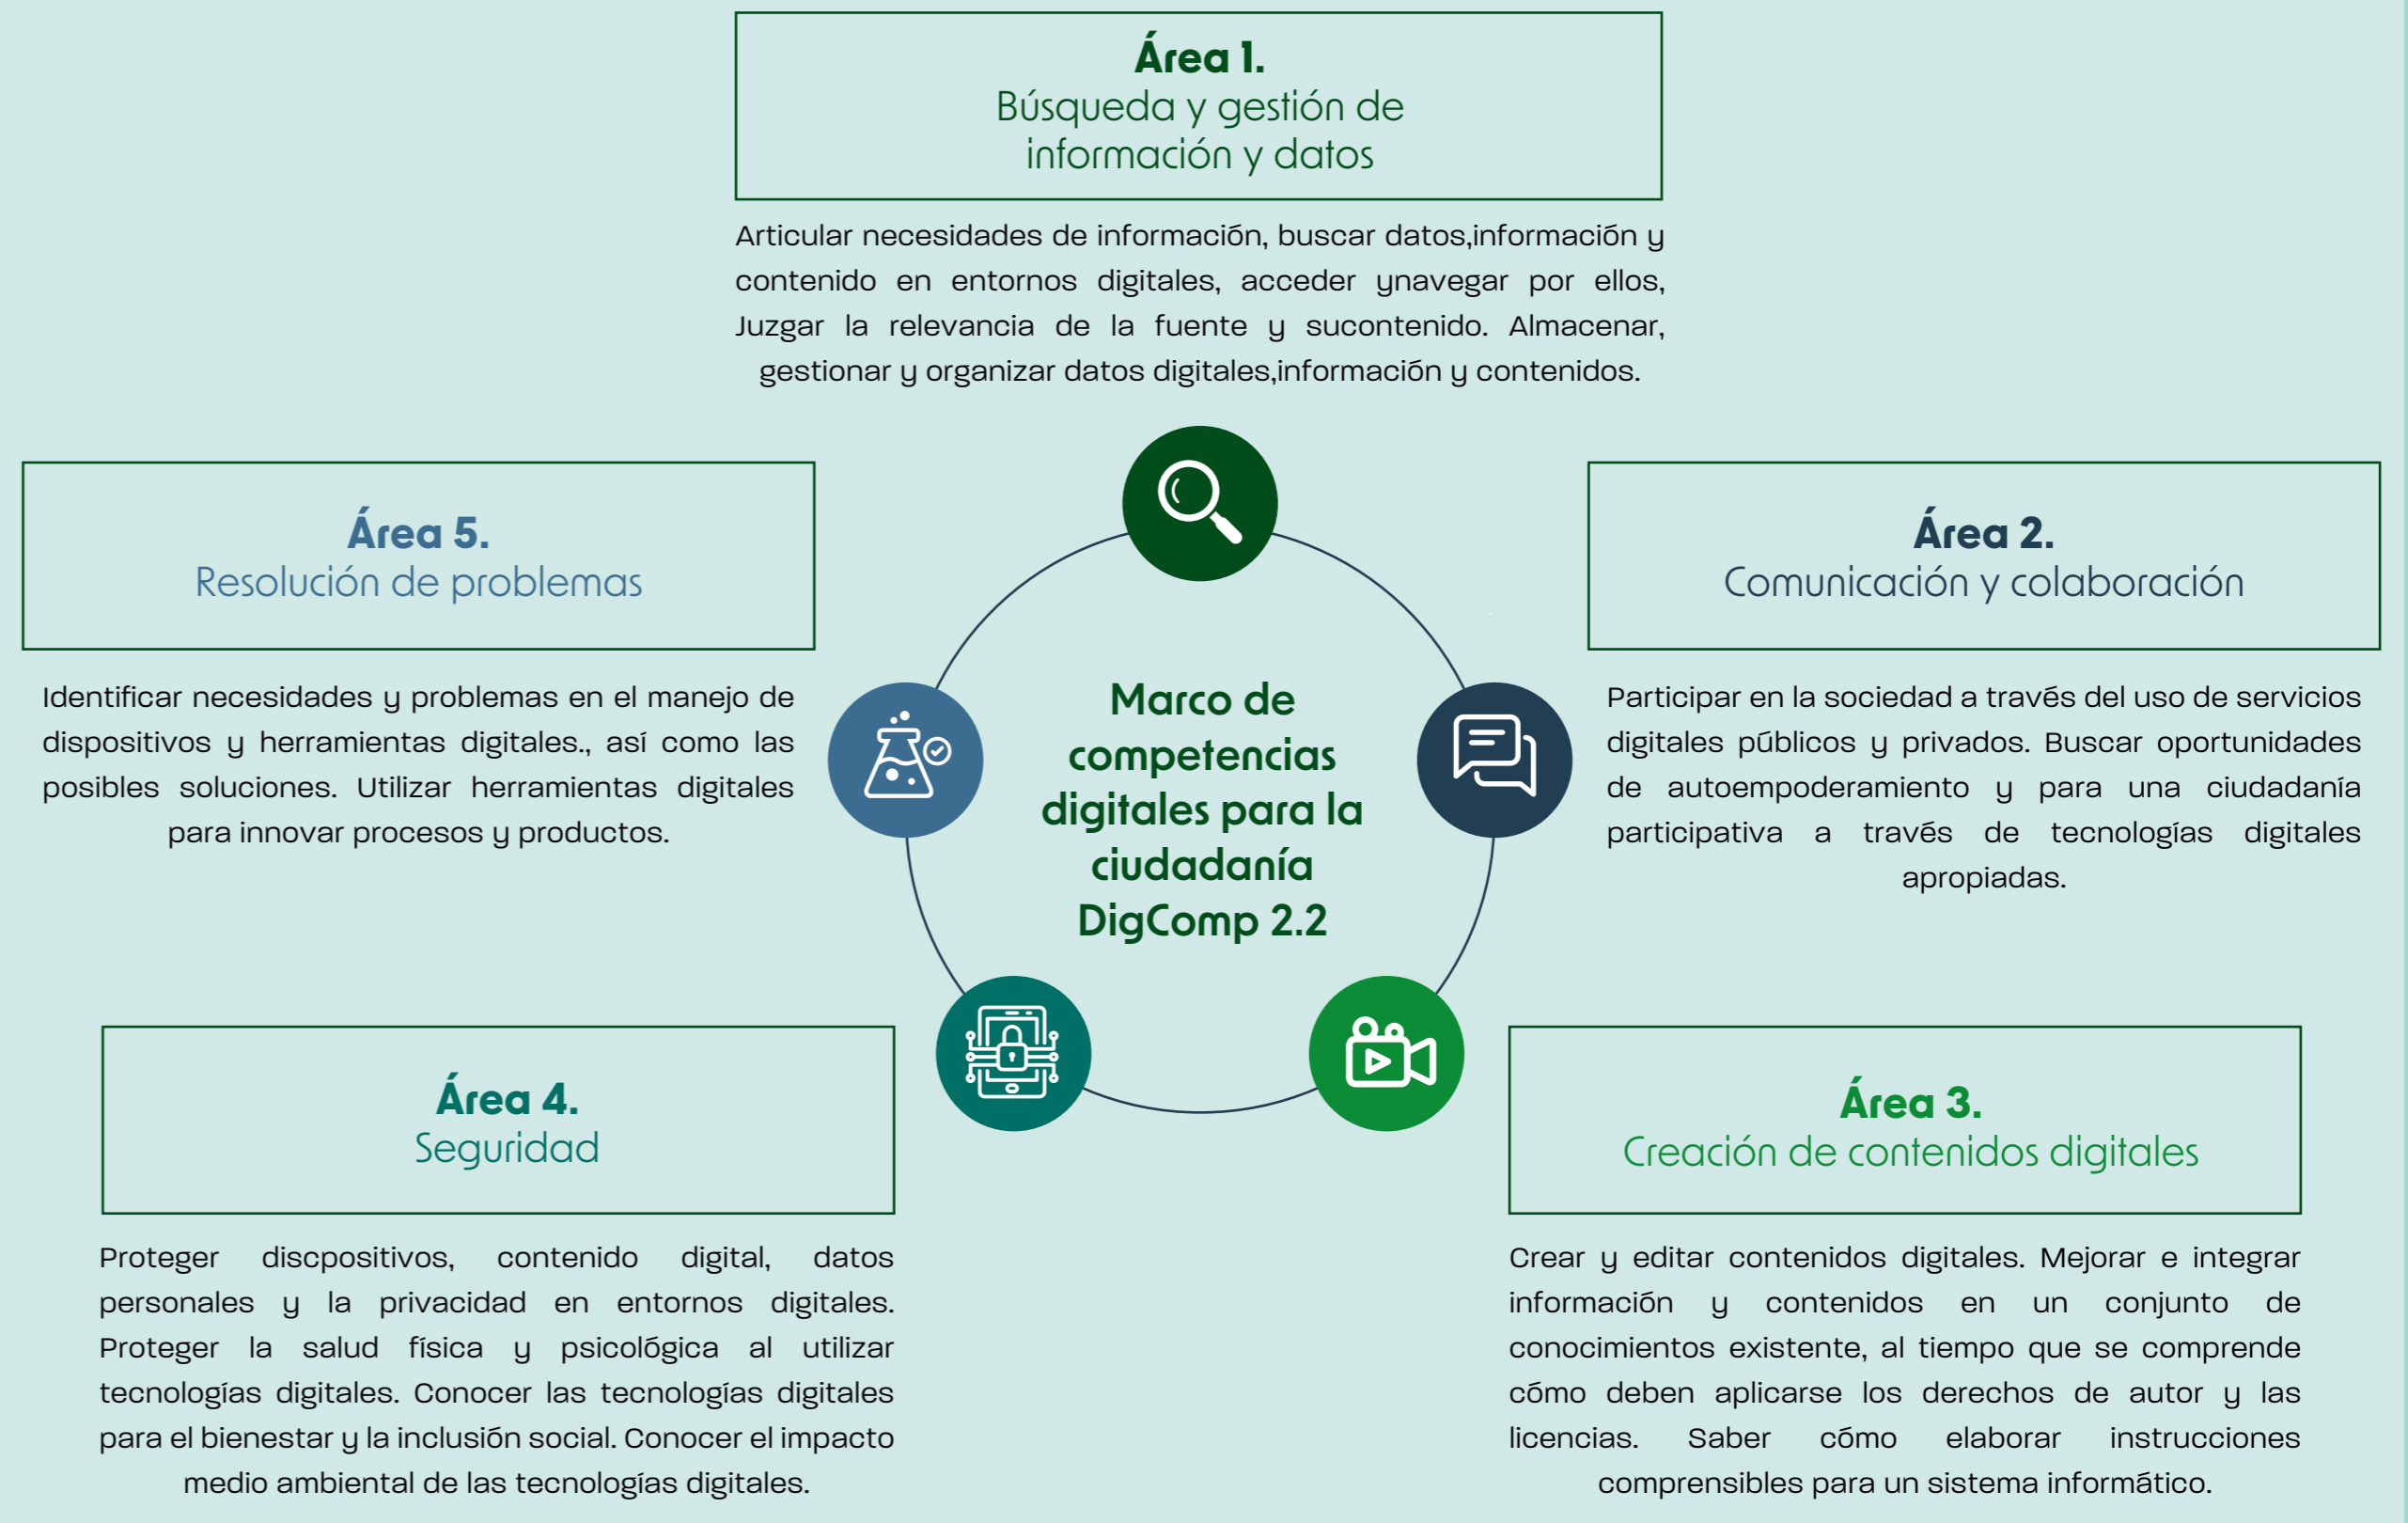 Área 1.
Búsqueda y gestión de
información y datos
Articular necesidades de información, buscar datos,información y
contenido en entornos digitales, acceder ynavegar por ellos,
Juzgar la relevancia de la fuente y sucontenido. Almacenar,
gestionar y organizar datos digitales,información y contenidos.
Marco de
competencias
digitales para la
ciudadanía
DigComp 2.2
Área 2.
Comunicación y colaboración
Participar en la sociedad a través del uso de servicios
digitales públicos y privados. Buscar oportunidades
de autoempoderamiento y para una ciudadanía
participativa a través de tecnologías digitales
apropiadas.
Área 3.
Creación de contenidos digitales
Crear y editar contenidos digitales. Mejorar e integrar
información y contenidos en un conjunto de
conocimientos existente, al tiempo que se comprende
cómo deben aplicarse los derechos de autor y las
licencias. Saber cómo elaborar instrucciones
comprensibles para un sistema informático.
Área 4.
Seguridad
Proteger discpositivos, contenido digital, datos
personales y la privacidad en entornos digitales.
Proteger la salud física y psicológica al utilizar
tecnologías digitales. Conocer las tecnologías digitales
para el bienestar y la inclusión social. Conocer el impacto
medio ambiental de las tecnologías digitales.
Área 5.
Resolución de problemas
Identificar necesidades y problemas en el manejo de
dispositivos y herramientas digitales., así como las
posibles soluciones. Utilizar herramientas digitales
para innovar procesos y productos.